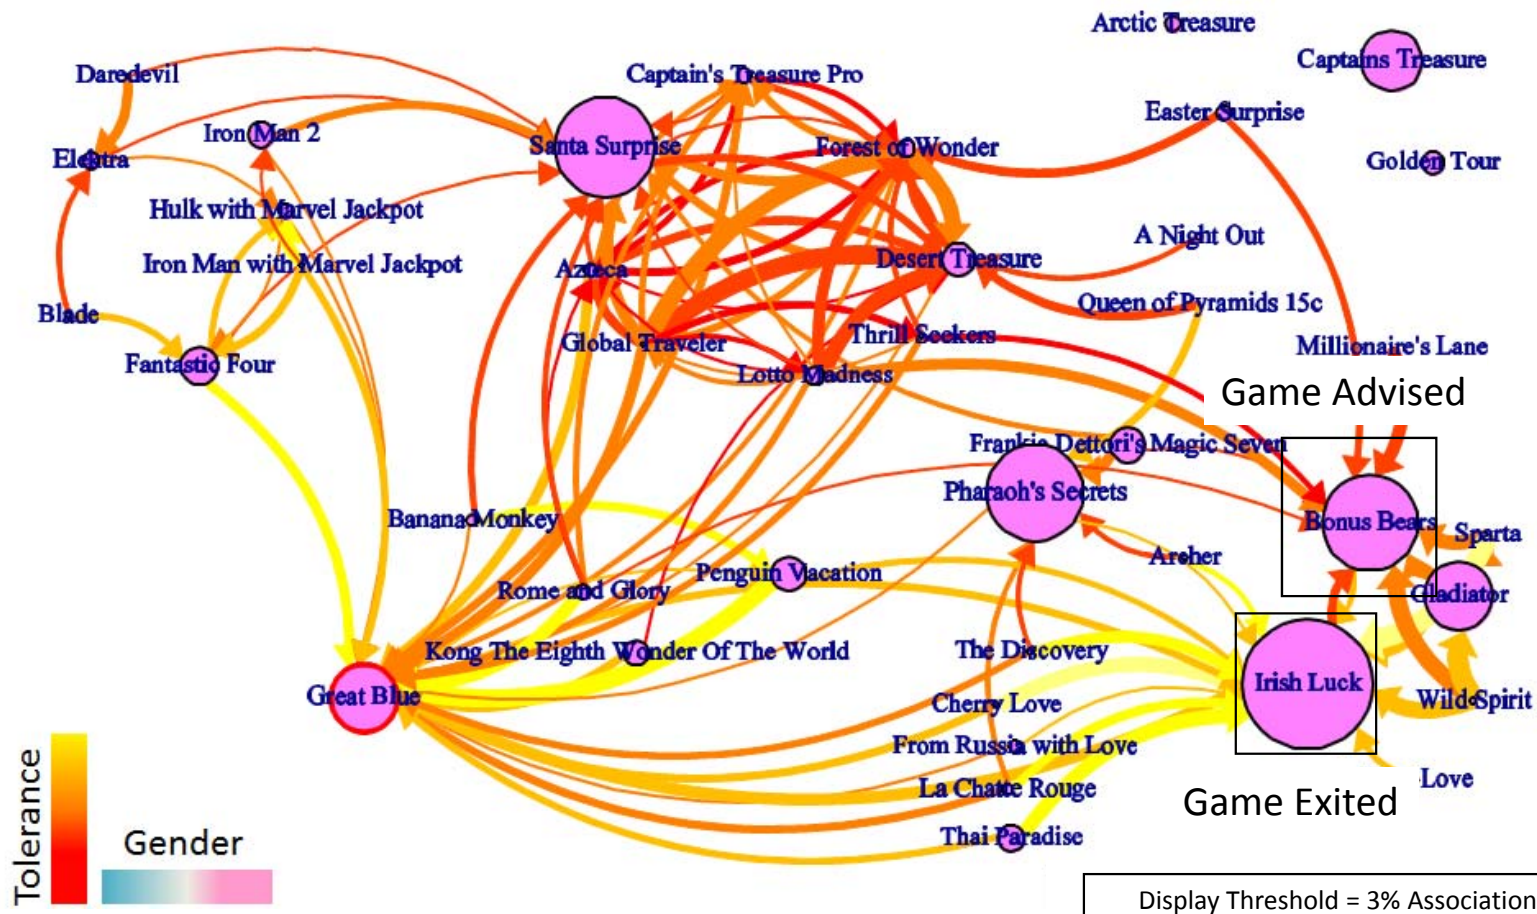 Arctic Treasure
Captains Treasure
Daredevil
Captain's Treasure Pro
Easter Surprise
Iron Man 2
Santa Surprise
Forest of Wonder
Elektra
Golden Tour
Hulk with Marvel Jackpot
A Night Out
Iron Man with Marvel Jackpot
Azteca
Desert Treasure
Queen of Pyramids 15c
Blade
Global Traveler
Thrill Seekers
Millionaire's Lane
Fantastic Four
Lotto Madness
Game Advised
Frankie Dettori's Magic Seven
Pharaoh's Secrets
Banana Monkey
Bonus Bears
Sparta
Archer
Penguin Vacation
Rome and Glory
Gladiator
Kong The Eighth Wonder Of The World
The Discovery
Great Blue
Irish Luck
Cherry Love
Wild Spirit
From Russia with Love
La Chatte Rouge
Love
Game Exited
Thai Paradise
Tolerance
Gender
Display Threshold = 3% Association